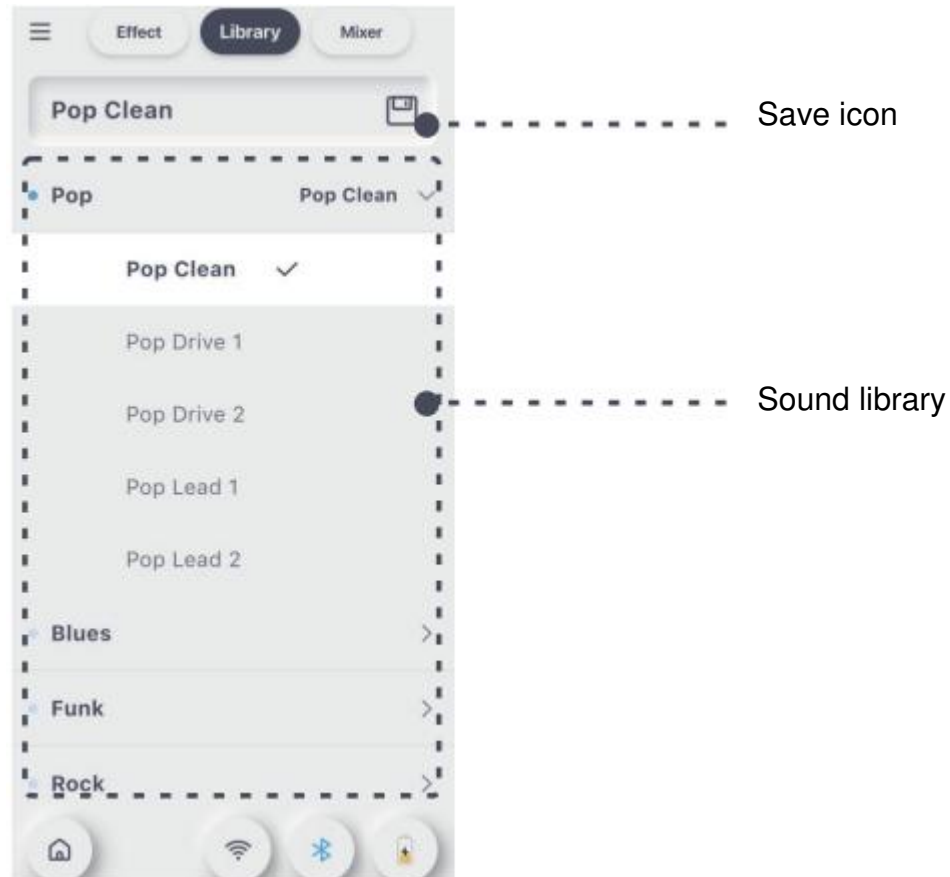 Effect Library Mixer
Pop Clean
Save icon
Pop Pop Clean
Pop Clean
Pop Drive 1
Sound library
Pop Drive 2
Pop Lead 1
Pop Lead 2
Blues
Funk
Rock